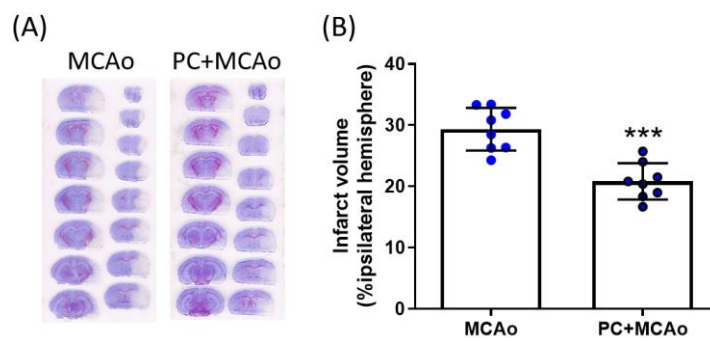 (A)
MCAo PC+MCAo
(B)
Infarct volume
(%ipsilateral hemisphere)
40
30
20
10
0
***
MCAo PC+MCAo